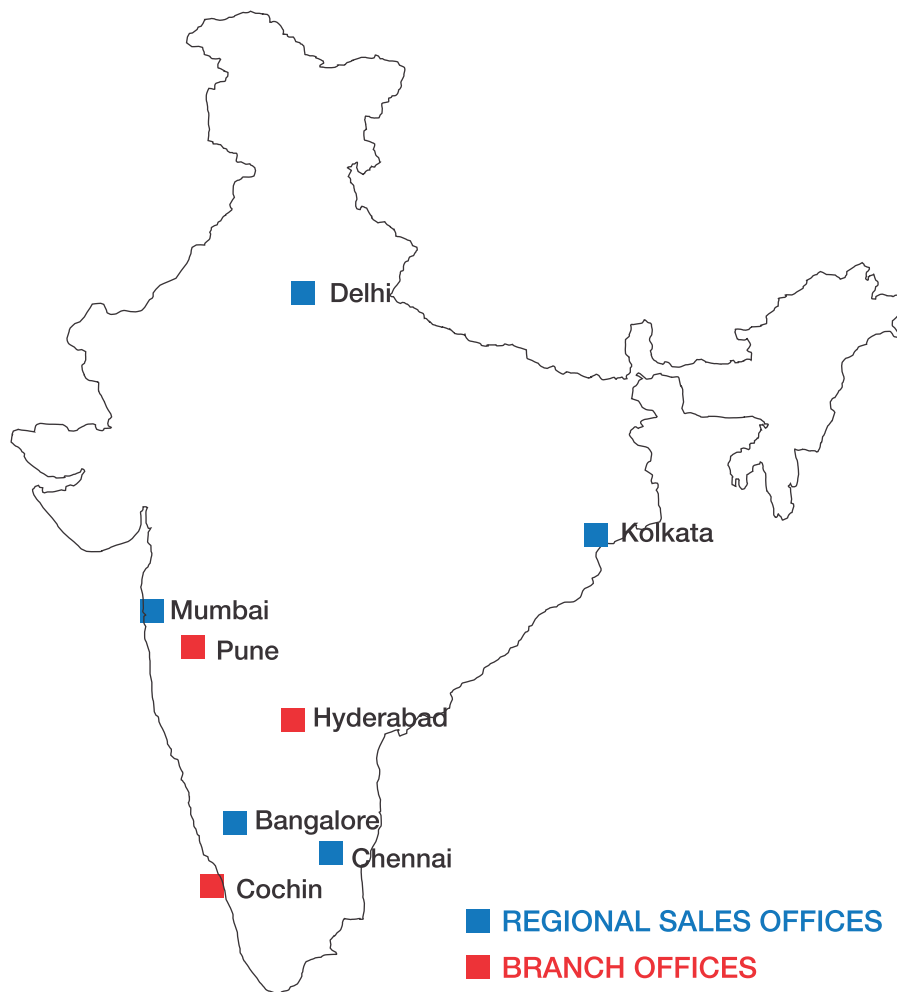 Delhi
Kolkata
Mumbai
Pune
Hyderabad
Bangalore
Chennai
Cochin
REGIONAL SALES OFFICES
BRANCH OFFICES